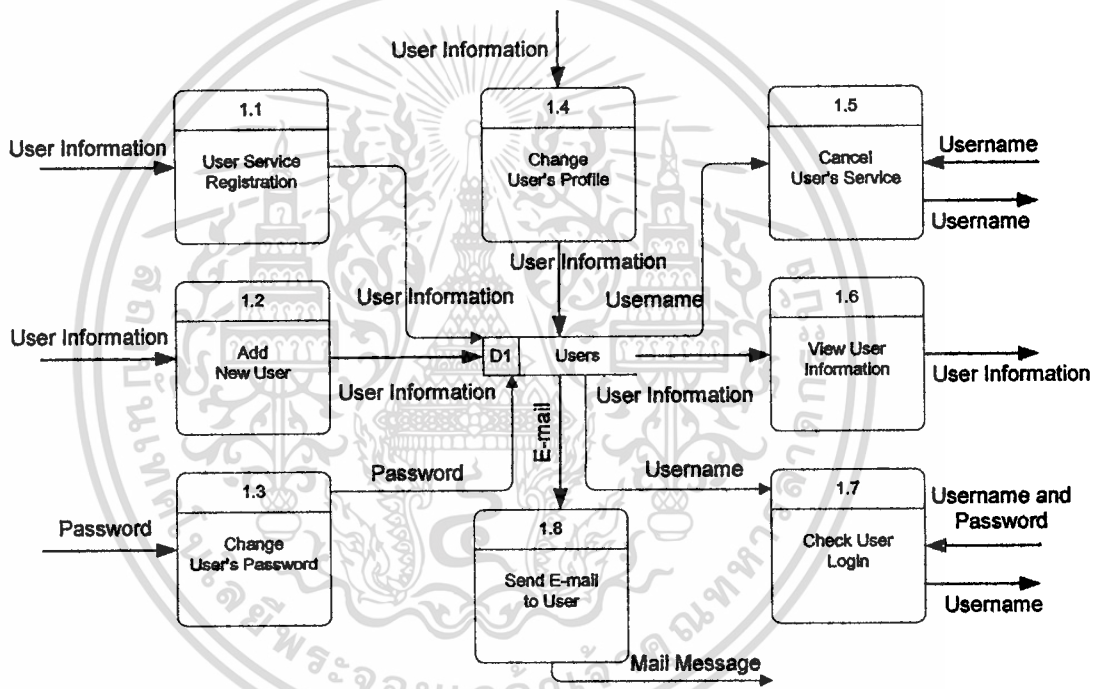 User Information
1.1
User Service
Registration
User Information
1.4
Change
User's Profile
1.5
Cancel
User's Service
Username
Username
User Information
User Information
Username
1.2
Add
New User
User Information
User Information
D1
Users
User Information
1.6
View User
Information
User Information
E-mail
1.3
Change
User's Password
Password
Password
1.8
Send E-mail
to User
Mail Message
Username
1.7
Check User
Login
Username and
Password
Username